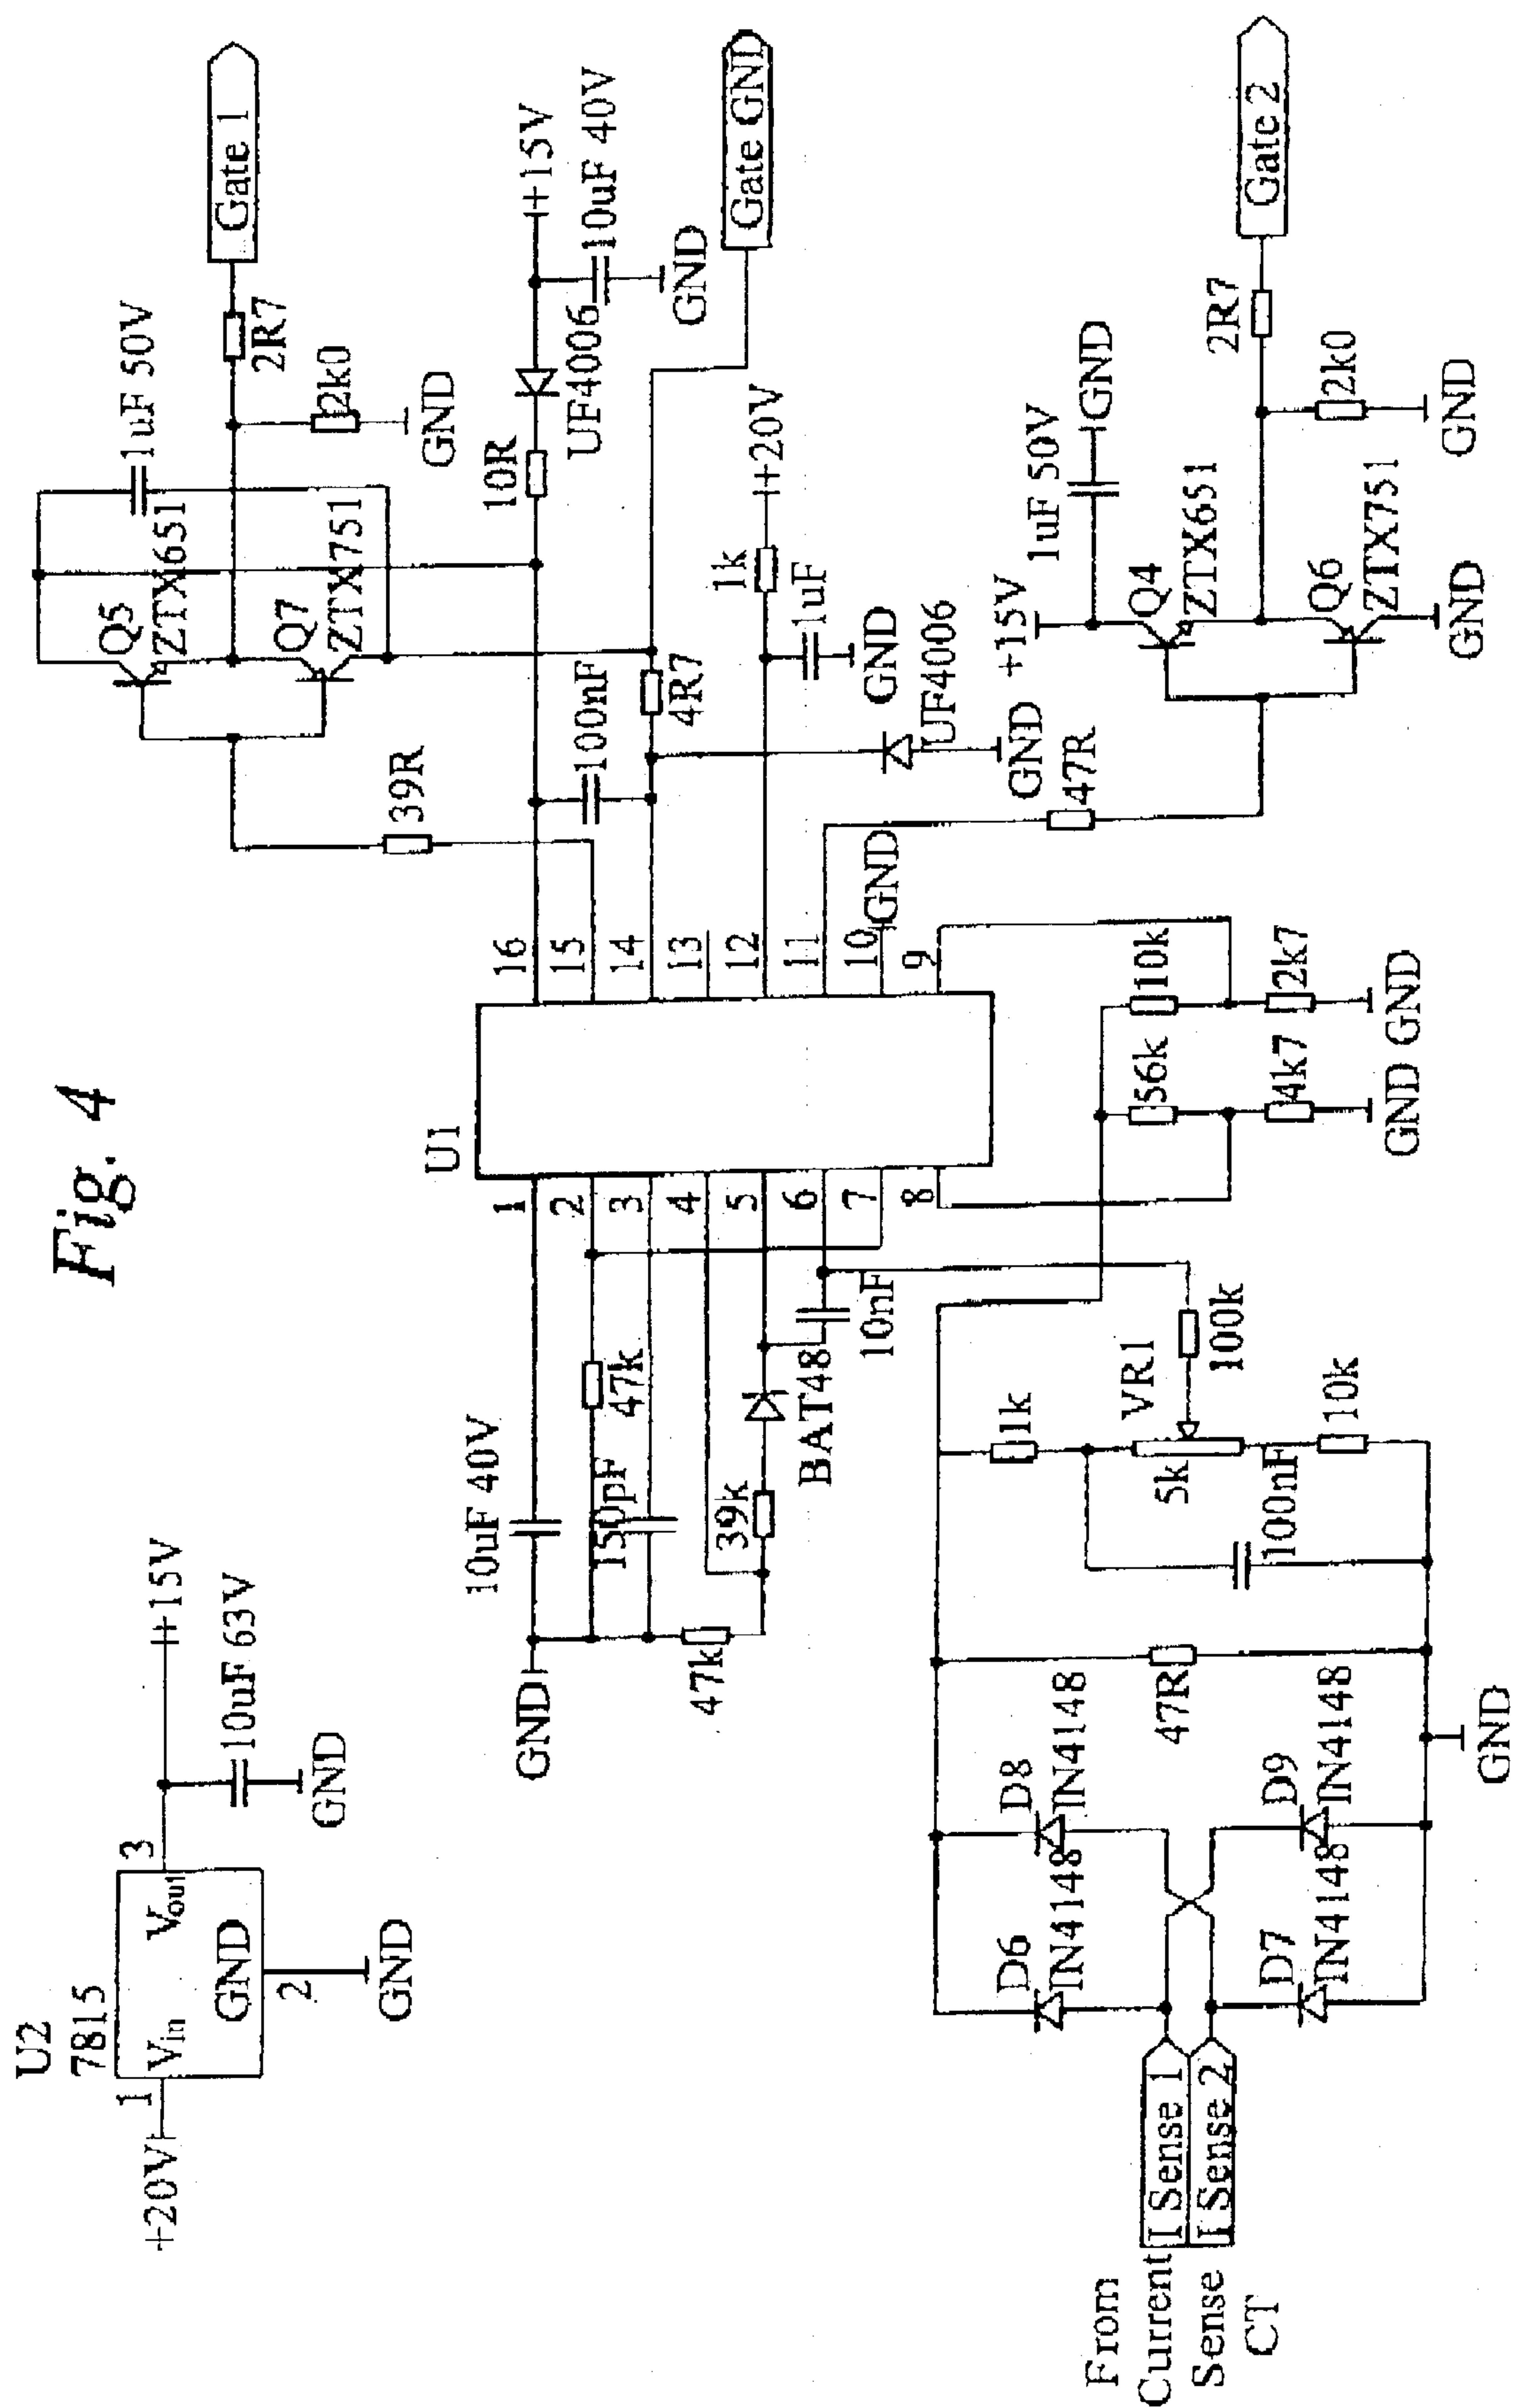 Fig. 4
U2
7815
+20V
1
Vin
Vout
3
GND
2
GND
+15V
10uF 63V
GND
U1
1
2
3
4
5
6
7
8
16
15
14
13
12
11
10
9
GND
10uF 40V
47k
150pF
47k
39k
BAT48
10nF
39R
Q5
ZTX651
Q7
ZTX751
1uF 50V
2R7
Gate 1
2k0
GND
100nF
10R
UF4006
+15V
10uF 40V
GND
4R7
Gate GND
1k
+20V
1uF
GND
UF4006
GND
GND
47R
+15V
1uF 50V
GND
Q4
ZTX651
Q6
ZTX751
GND
2R7
Gate 2
2k0
GND
56k
10k
4k7
2k7
GND
GND
From
Current
Sense
CT
I Sense 1
I Sense 2
D6
IN4148
D8
IN4148
D7
IN4148
D9
IN4148
GND
47R
1k
VR1
5k
100k
100nF
10k